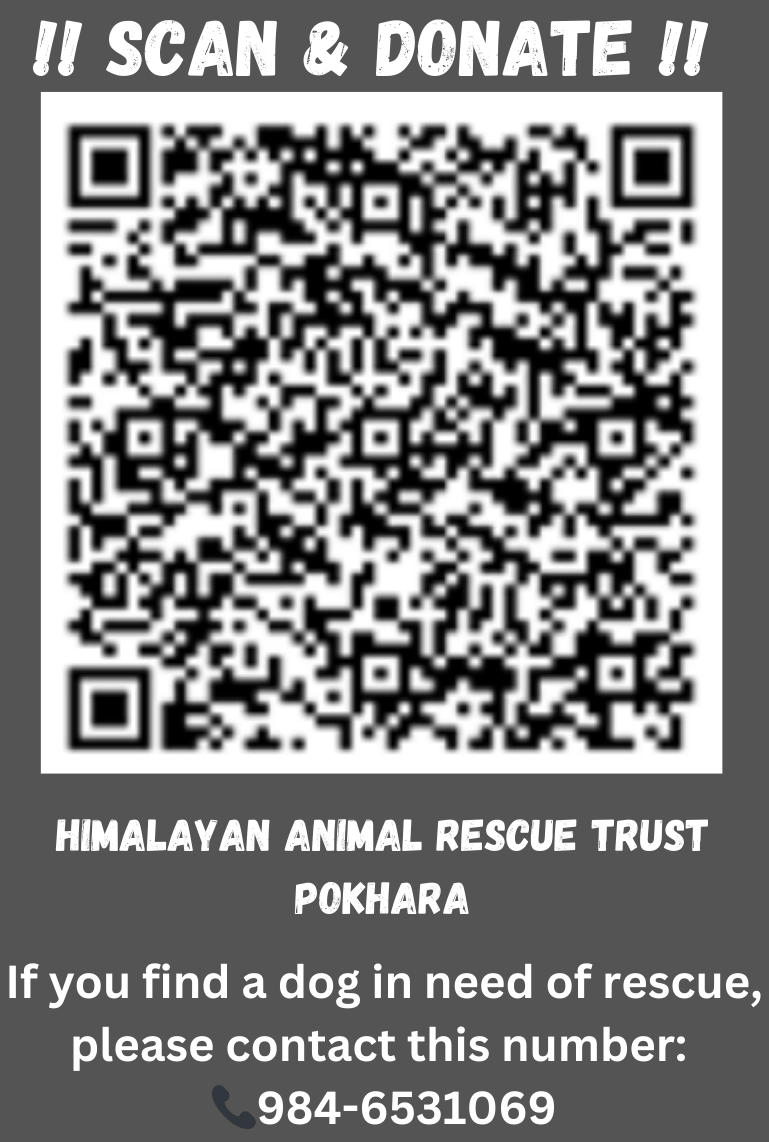 !! SCAN & DONATE !!
HIMALAYAN ANIMAL RESCUE TRUST
POKHARA
If you find a dog in need of rescue,
please contact this number:
📞984-6531069